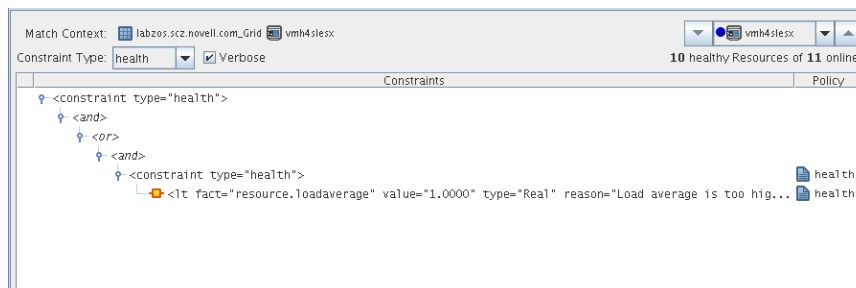 Match Context: labzos.scz.novell.com_Grid vmh4slesx vmh4slesx
Constraint Type: health Verbose 10 healthy Resources of 11 online
Constraints Policy
<constraint type="health">
<and>
<or>
<and>
<constraint type="health"> health
<lt fact="resource.loadaverage" value="1.0000" type="Real" reason="Load average is too hig... health